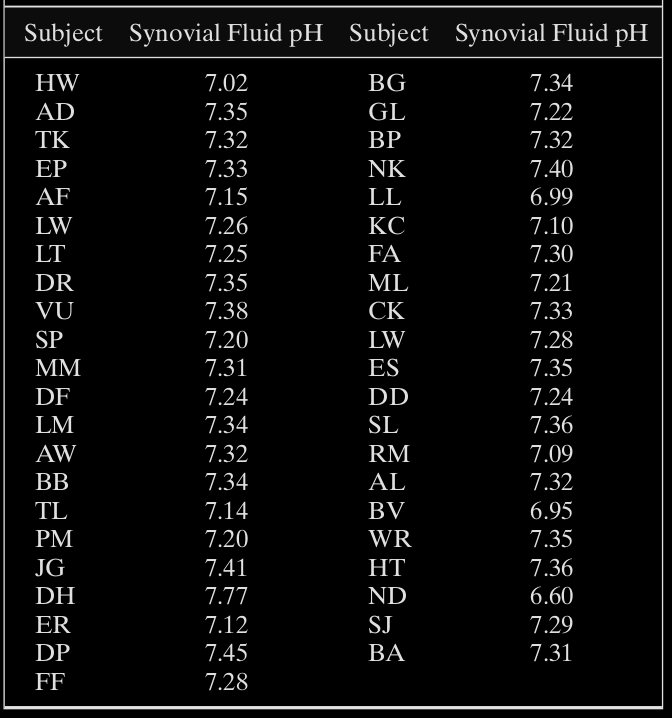 Subject Synovial Fluid pH Subject Synovial Fluid pH
HW 7.02 BG 7.34
AD 7.35 GL 7.22
TK 7.32 BP 7.32
EP 7.33 NK 7.40
AF 7.15 LL 6.99
LW 7.26 KC 7.10
LT 7.25 FA 7.30
DR 7.35 ML 7.21
VU 7.38 CK 7.33
SP 7.20 LW 7.28
MM 7.31 ES 7.35
DF 7.24 DD 7.24
LM 7.34 SL 7.36
AW 7.32 RM 7.09
BB 7.34 AL 7.32
TL 7.14 BV 6.95
PM 7.20 WR 7.35
JG 7.41 HT 7.36
DH 7.77 ND 6.60
ER 7.12 SJ 7.29
DP 7.45 BA 7.31
FF 7.28